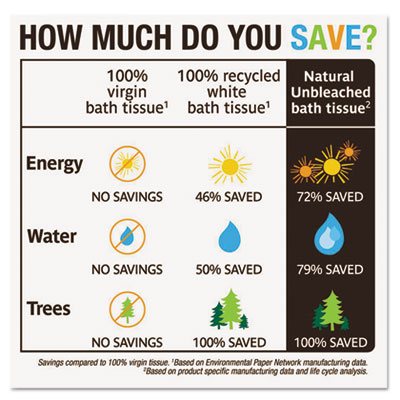 HOW MUCH DO YOU SAVE?
100% virgin bath tissue¹
100% recycled white bath tissue¹
Natural Unbleached bath tissue²
Energy
NO SAVINGS
46% SAVED
72% SAVED
Water
NO SAVINGS
50% SAVED
79% SAVED
Trees
NO SAVINGS
100% SAVED
100% SAVED
Savings compared to 100% virgin tissue. ¹Based on Environmental Paper Network manufacturing data.
²Based on product specific manufacturing data and life cycle analysis.